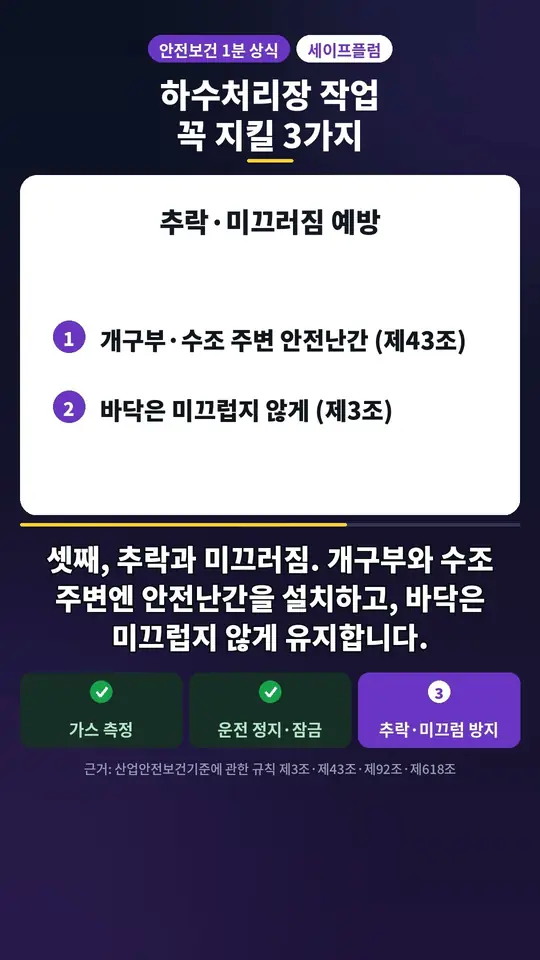 안전보건 1분 상식
세이프플럼
하수처리장 작업
꼭 지킬 3가지
추락·미끄러짐 예방
1 개구부·수조 주변 안전난간 (제43조)
2 바닥은 미끄럽지 않게 (제3조)
셋째, 추락과 미끄러짐. 개구부와 수조
주변엔 안전난간을 설치하고, 바닥은
미끄럽지 않게 유지합니다.
가스 측정
운전 정지·잠금
3
추락·미끄럼 방지
근거: 산업안전보건기준에 관한 규칙 제3조·제43조·제92조·제618조